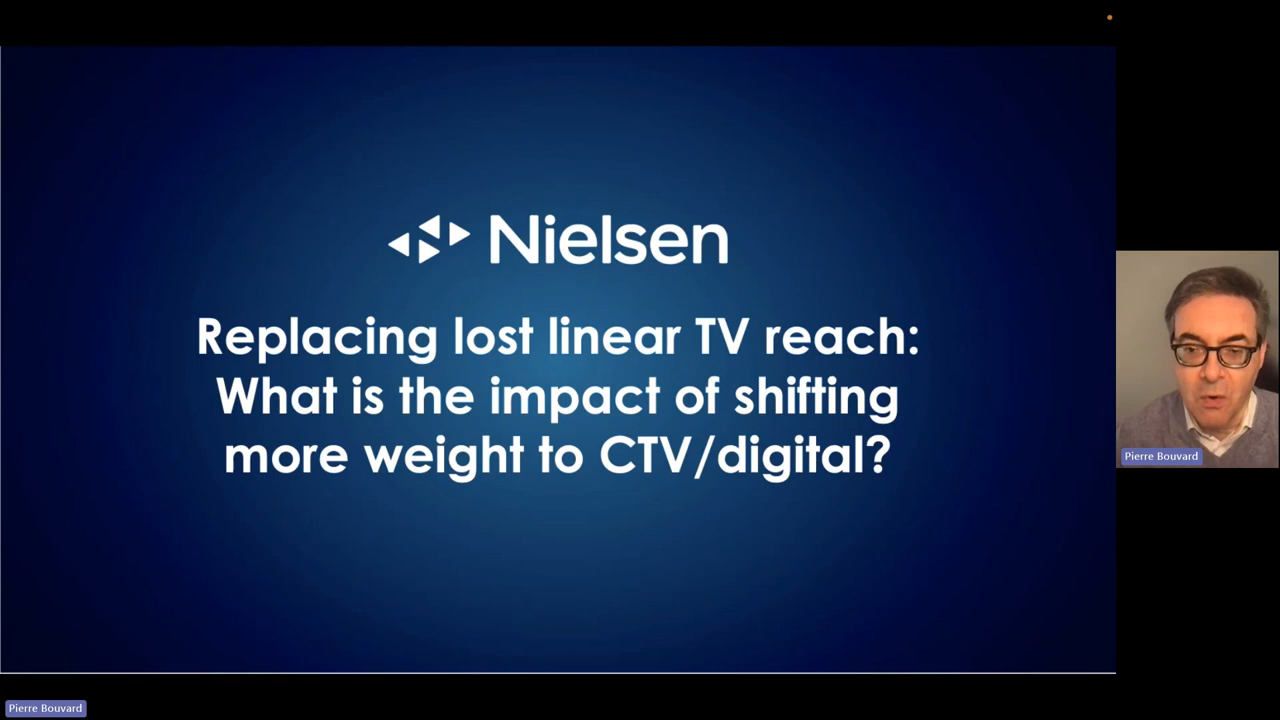 Nielsen
Replacing lost linear TV reach:
What is the impact of shifting
more weight to CTV/digital?
Pierre Bouvard
Pierre Bouvard